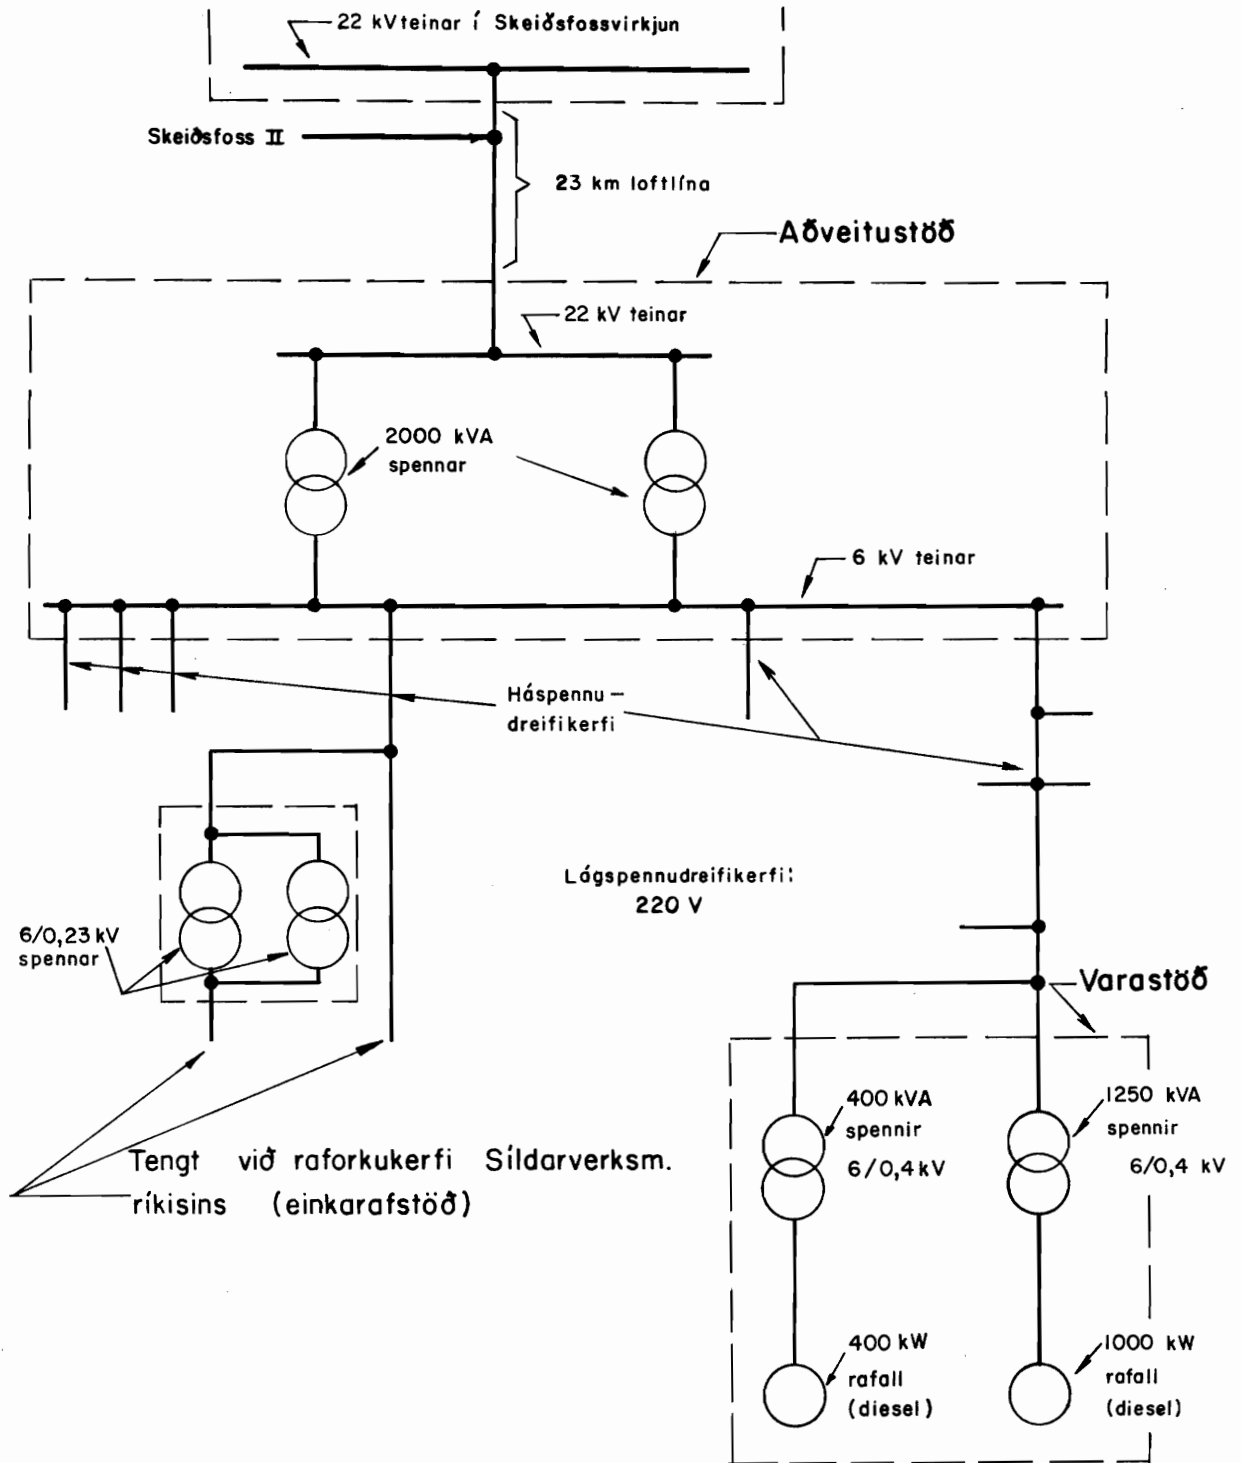 22 kV teinar í Skeiðsfossvirkjun
Skeiðsfoss II
23 km loftlína
Aðveitustöð
22 kV teinar
2000 kVA
spennar
6 kV teinar
Háspennu-
dreifikerfi
Lágspennudreifikerfi:
220 V
6/0,23 kV
spennar
Varastöð
400 kVA
spennir
6/0,4 kV
1250 kVA
spennir
6/0,4 kV
Tengt við raforkukerfi Síldarverksm.
ríkisins (einkarafstöð)
400 kW
rafall
(diesel)
1000 kW
rafall
(diesel)